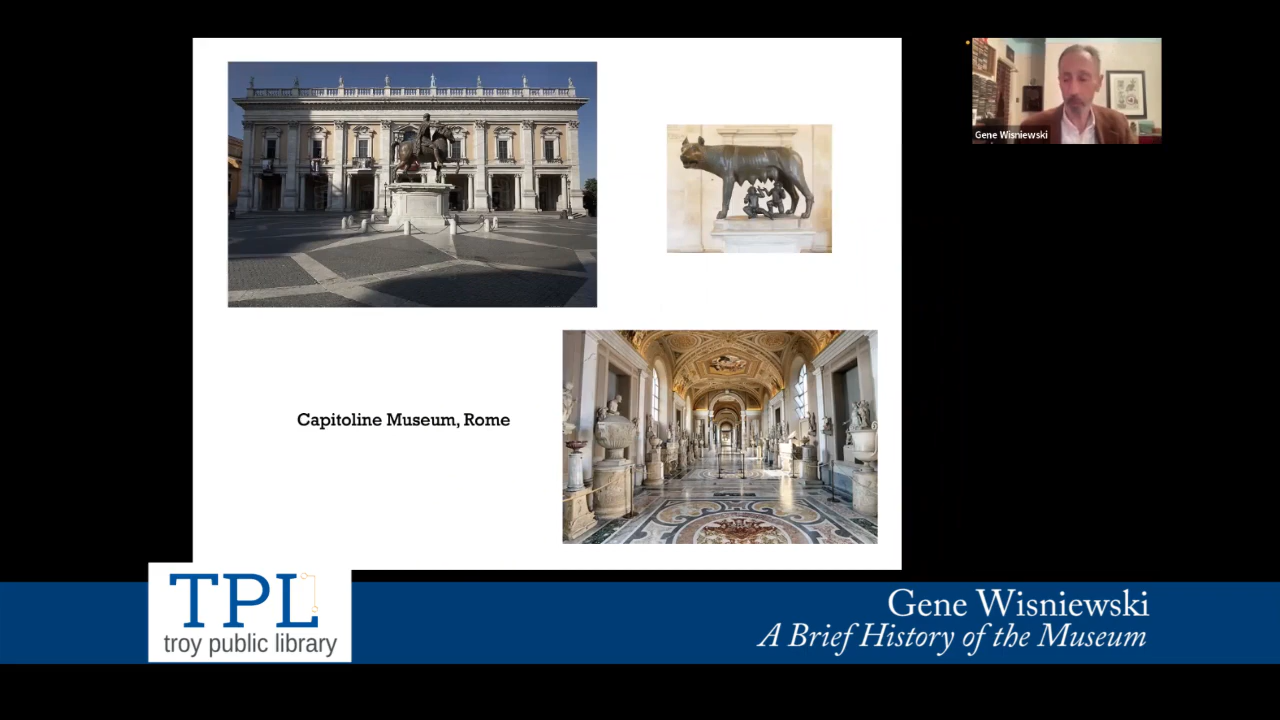 Gene Wisniewski
Capitoline Museum, Rome
TPL
troy public library
Gene Wisniewski
A Brief History of the Museum